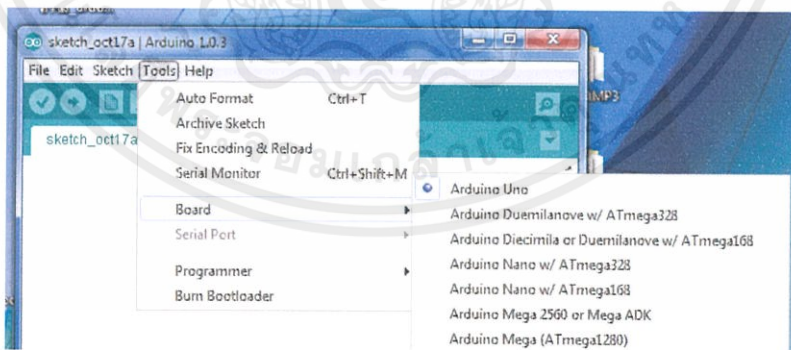 sketch_oct17a | Arduino 1.0.3
File Edit Sketch Tools Help
sketch_oct17a
Auto Format Ctrl+T
Archive Sketch
Fix Encoding & Reload
Serial Monitor Ctrl+Shift+M
Board
Serial Port
Programmer
Burn Bootloader
Arduino Uno
Arduino Duemilanove w/ ATmega328
Arduino Diecimila or Duemilanove w/ ATmega168
Arduino Nano w/ ATmega328
Arduino Nano w/ ATmega168
Arduino Mega 2560 or Mega ADK
Arduino Mega (ATmega1280)
MP3